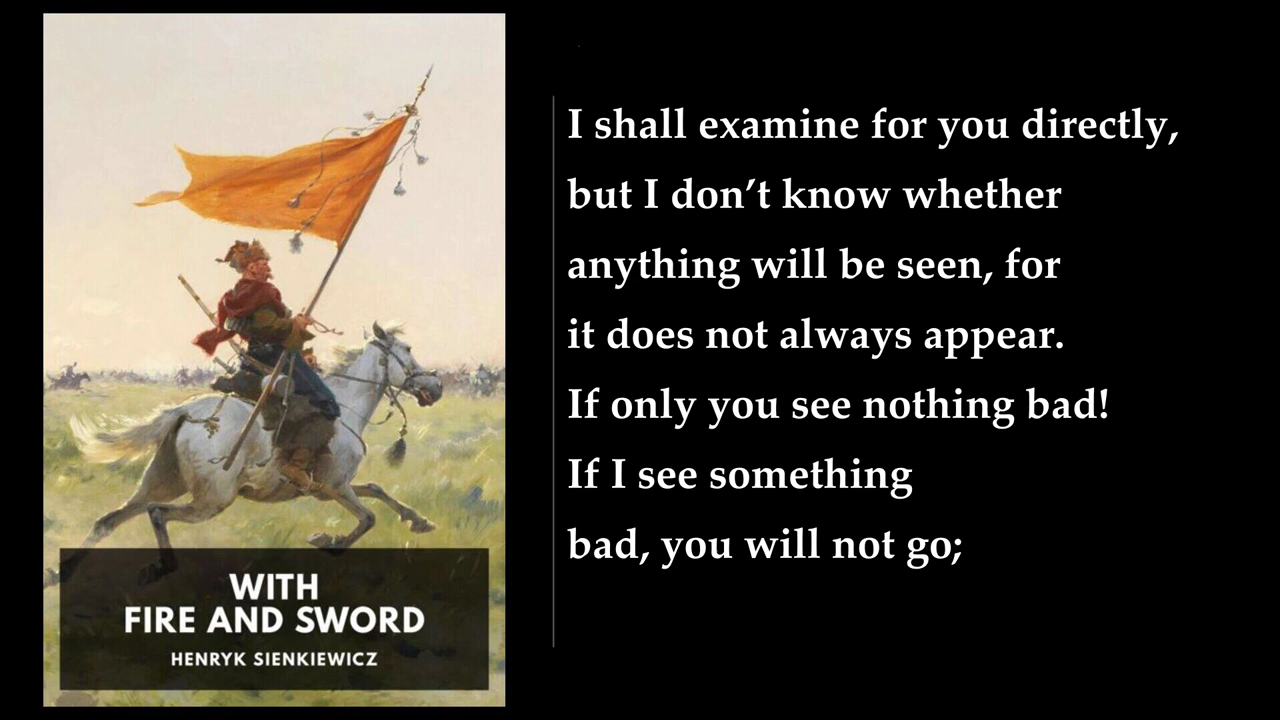 WITH
FIRE AND SWORD
HENRYK SIENKIEWICZ
I shall examine for you directly,
but I don’t know whether
anything will be seen, for
it does not always appear.
If only you see nothing bad!
If I see something
bad, you will not go;